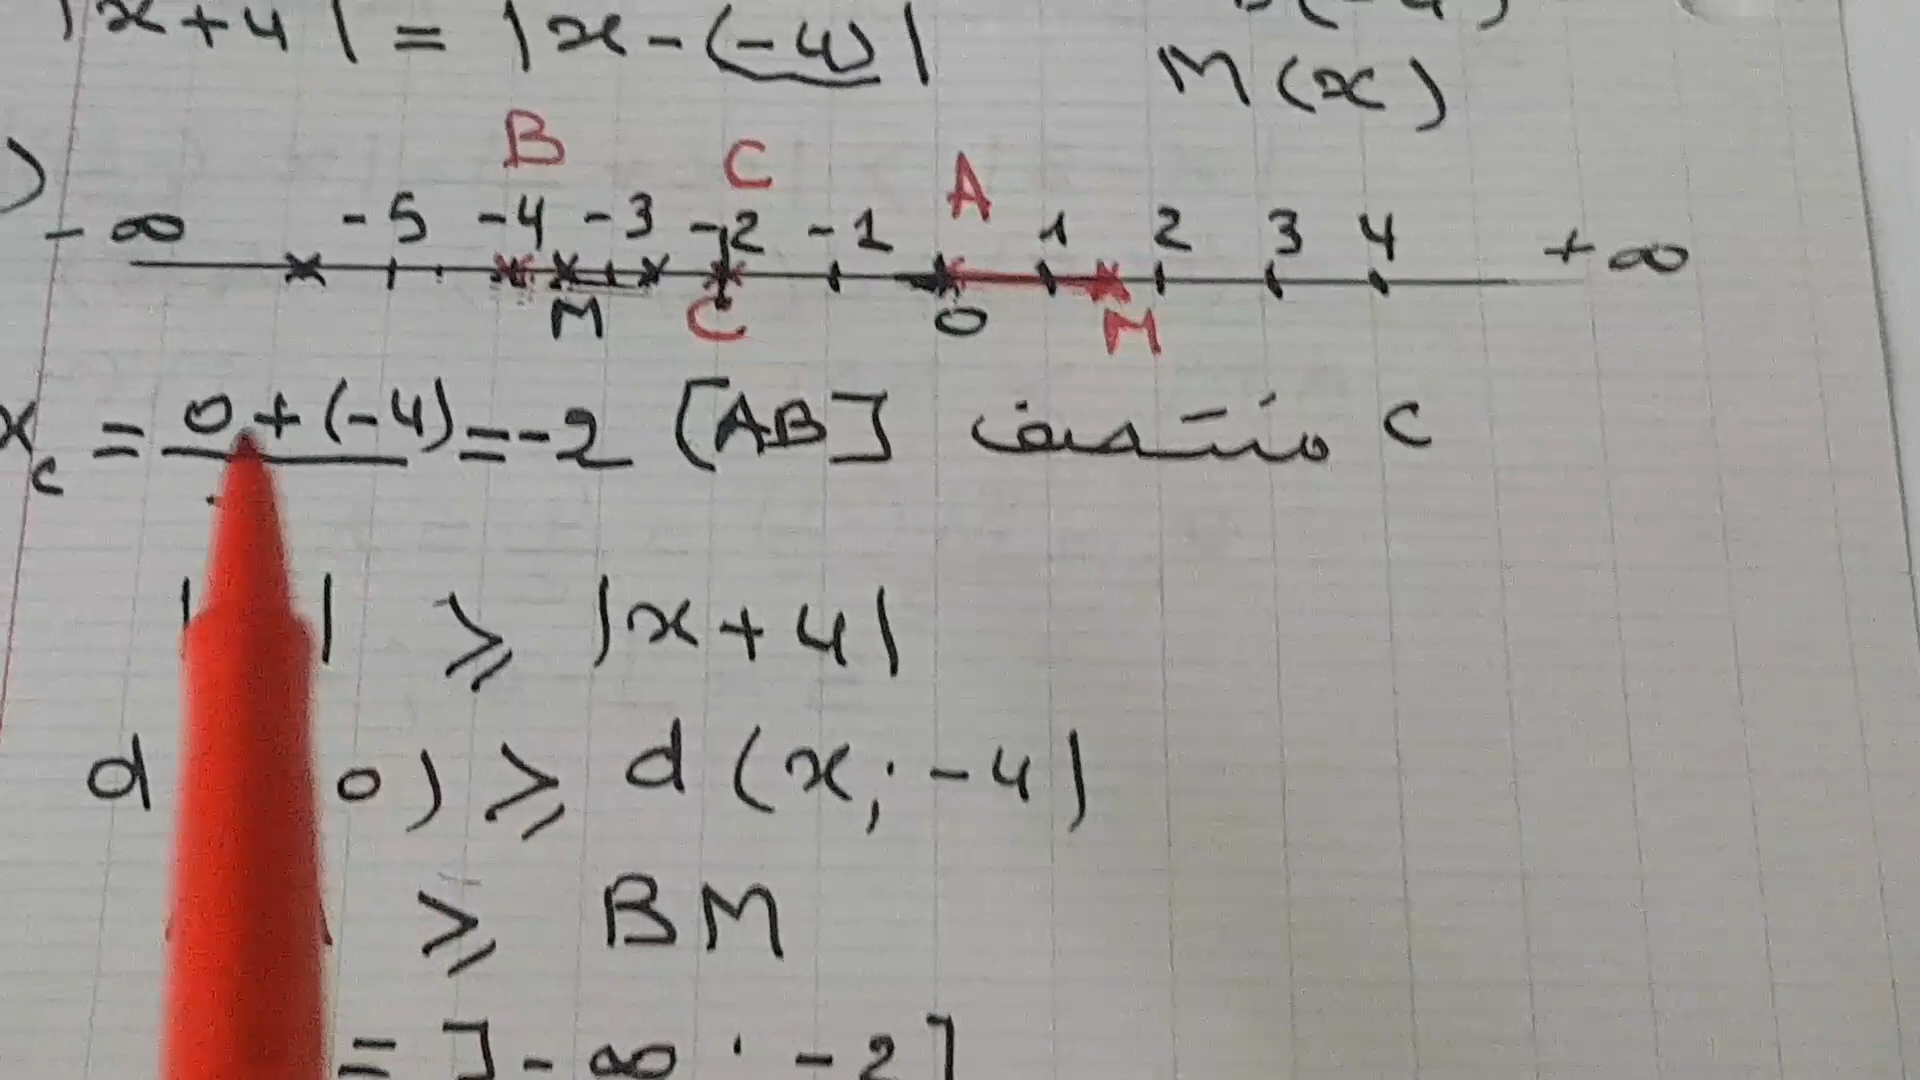 |x+4| = |x-(-4)|
M(x)
B C A
-∞ -5 -4 -3 -2 -1 1 2 3 4 +∞
M C 0 M
x_c = 0+(-4) = -2 [AB] منتصف C
| | ⩾ |x+4|
d 0) ⩾ d(x; -4)
⩾ BM
= ]-∞ ; -2]